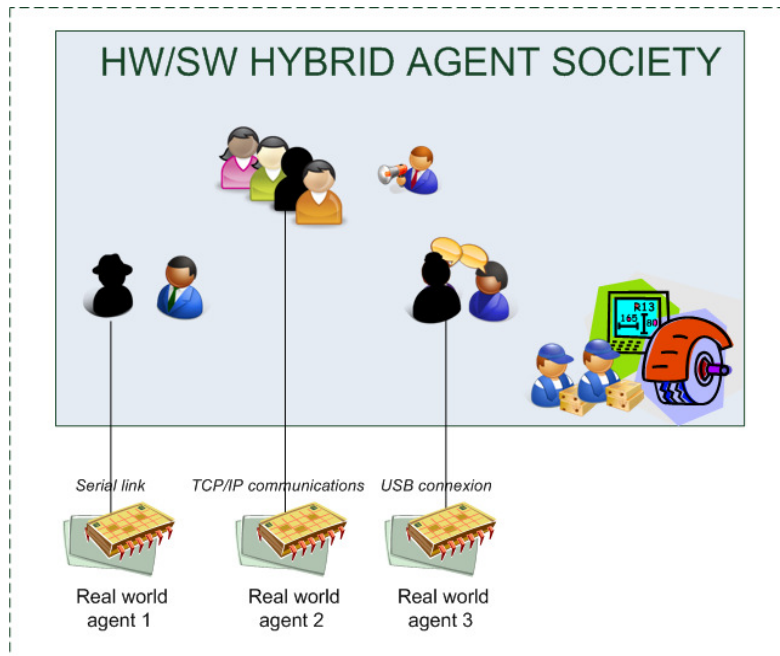 HW/SW HYBRID AGENT SOCIETY
R13
165
80
Serial link
TCP/IP communications
USB connexion
Real world
agent 1
Real world
agent 2
Real world
agent 3